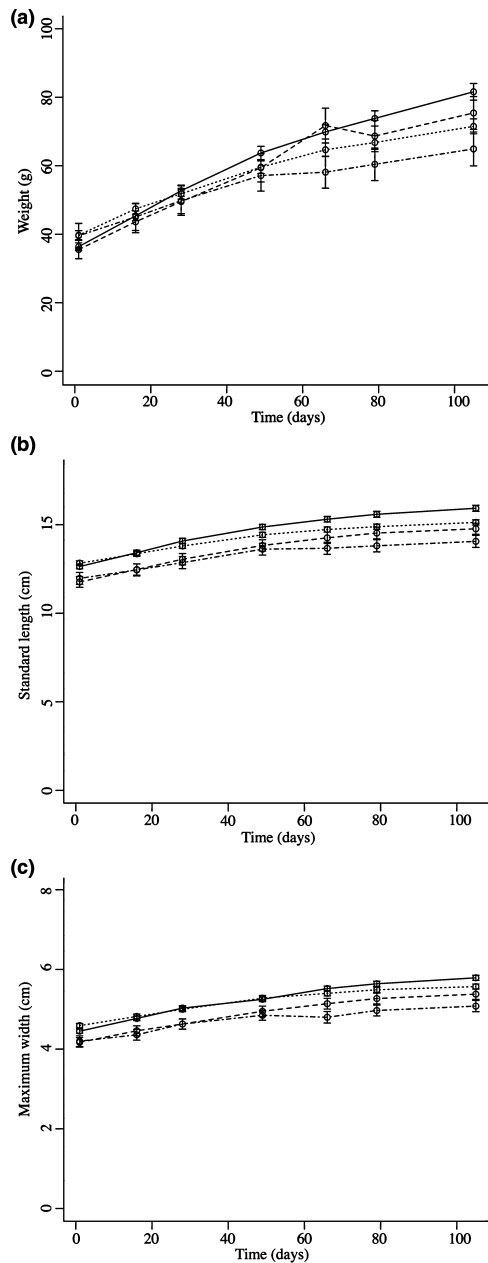 (a)
100
80
60
40
20
0
Weight (g)
0 20 40 60 80 100
Time (days)
(b)
15
10
5
0
Standard length (cm)
0 20 40 60 80 100
Time (days)
(c)
8
6
4
2
0
Maximum width (cm)
0 20 40 60 80 100
Time (days)